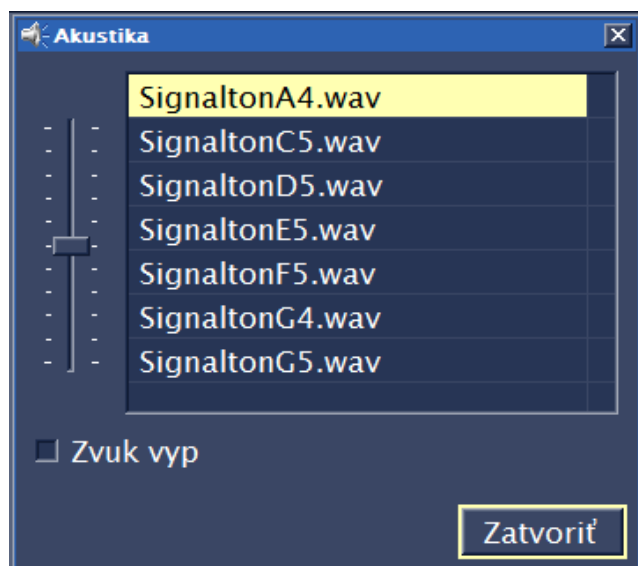 Akustika
SignaltonA4.wav
SignaltonC5.wav
SignaltonD5.wav
SignaltonE5.wav
SignaltonF5.wav
SignaltonG4.wav
SignaltonG5.wav
Zvuk vyp
Zatvoriť